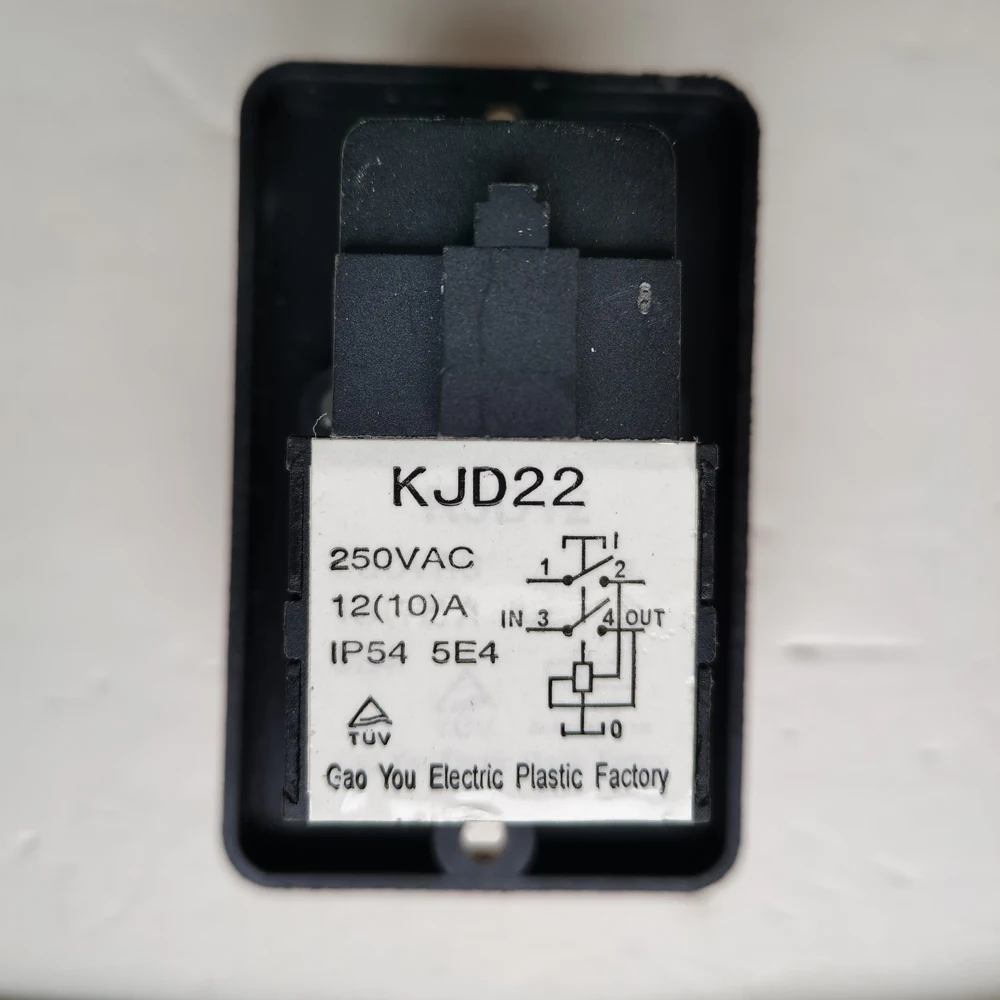 KJD22
250VAC
12(10)A
IP54 5E4
TÜV
I
1 2
IN 3 4 OUT
0
Gao You Electric Plastic Factory